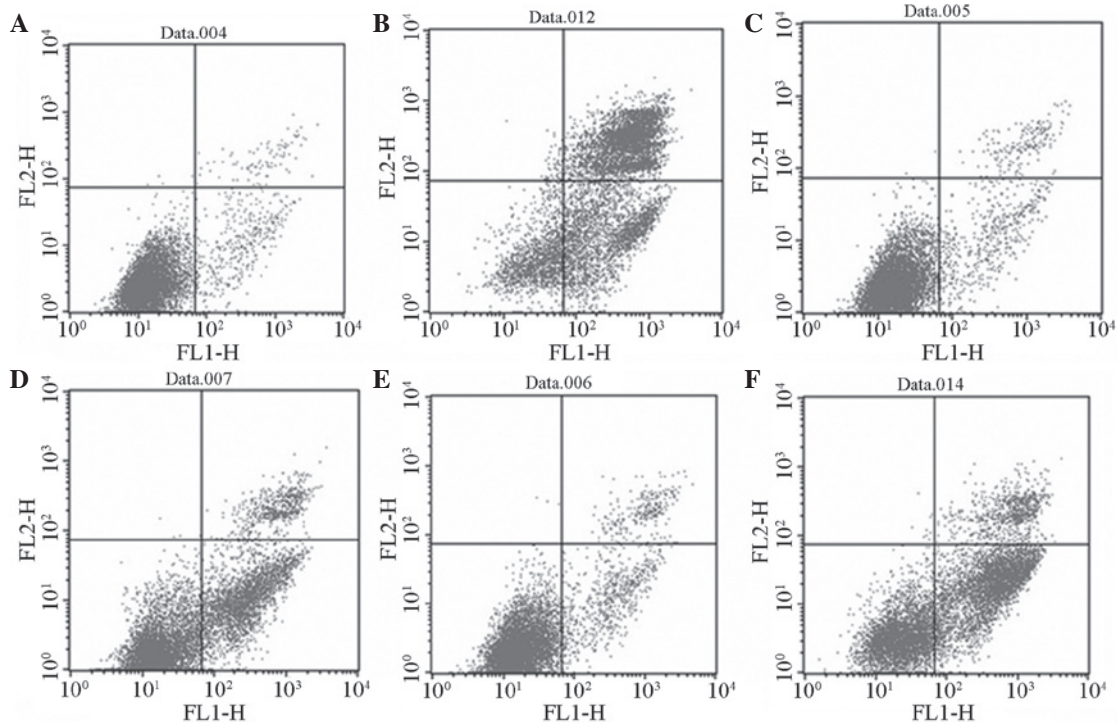 A
Data.004
10⁴
10³
10²
10¹
10⁰
FL2-H
10⁰ 10¹ 10² 10³ 10⁴
FL1-H
B
Data.012
10⁴
10³
10²
10¹
10⁰
FL2-H
10⁰ 10¹ 10² 10³ 10⁴
FL1-H
C
Data.005
10⁴
10³
10²
10¹
10⁰
FL2-H
10⁰ 10¹ 10² 10³ 10⁴
FL1-H
D
Data.007
10⁴
10³
10²
10¹
10⁰
FL2-H
10⁰ 10¹ 10² 10³ 10⁴
FL1-H
E
Data.006
10⁴
10³
10²
10¹
10⁰
FL2-H
10⁰ 10¹ 10² 10³ 10⁴
FL1-H
F
Data.014
10⁴
10³
10²
10¹
10⁰
FL2-H
10⁰ 10¹ 10² 10³ 10⁴
FL1-H